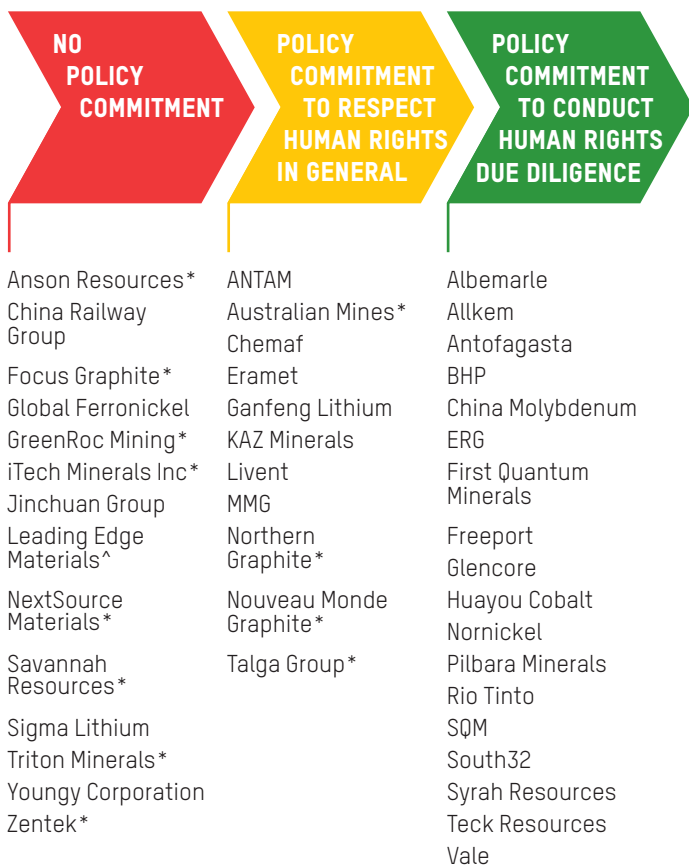 NO
POLICY
COMMITMENT
POLICY
COMMITMENT
TO RESPECT
HUMAN RIGHTS
IN GENERAL
POLICY
COMMITMENT
TO CONDUCT
HUMAN RIGHTS
DUE DILIGENCE
Anson Resources*
China Railway
Group
Focus Graphite*
Global Ferronickel
GreenRoc Mining*
iTech Minerals Inc*
Jinchuan Group
Leading Edge
Materials^
NextSource
Materials*
Savannah
Resources*
Sigma Lithium
Triton Minerals*
Youngy Corporation
Zentek*
ANTAM
Australian Mines*
Chemaf
Eramet
Ganfeng Lithium
KAZ Minerals
Livent
MMG
Northern
Graphite*
Nouveau Monde
Graphite*
Talga Group*
Albemarle
Allkem
Antofagasta
BHP
China Molybdenum
ERG
First Quantum
Minerals
Freeport
Glencore
Huayou Cobalt
Nornickel
Pilbara Minerals
Rio Tinto
SQM
South32
Syrah Resources
Teck Resources
Vale